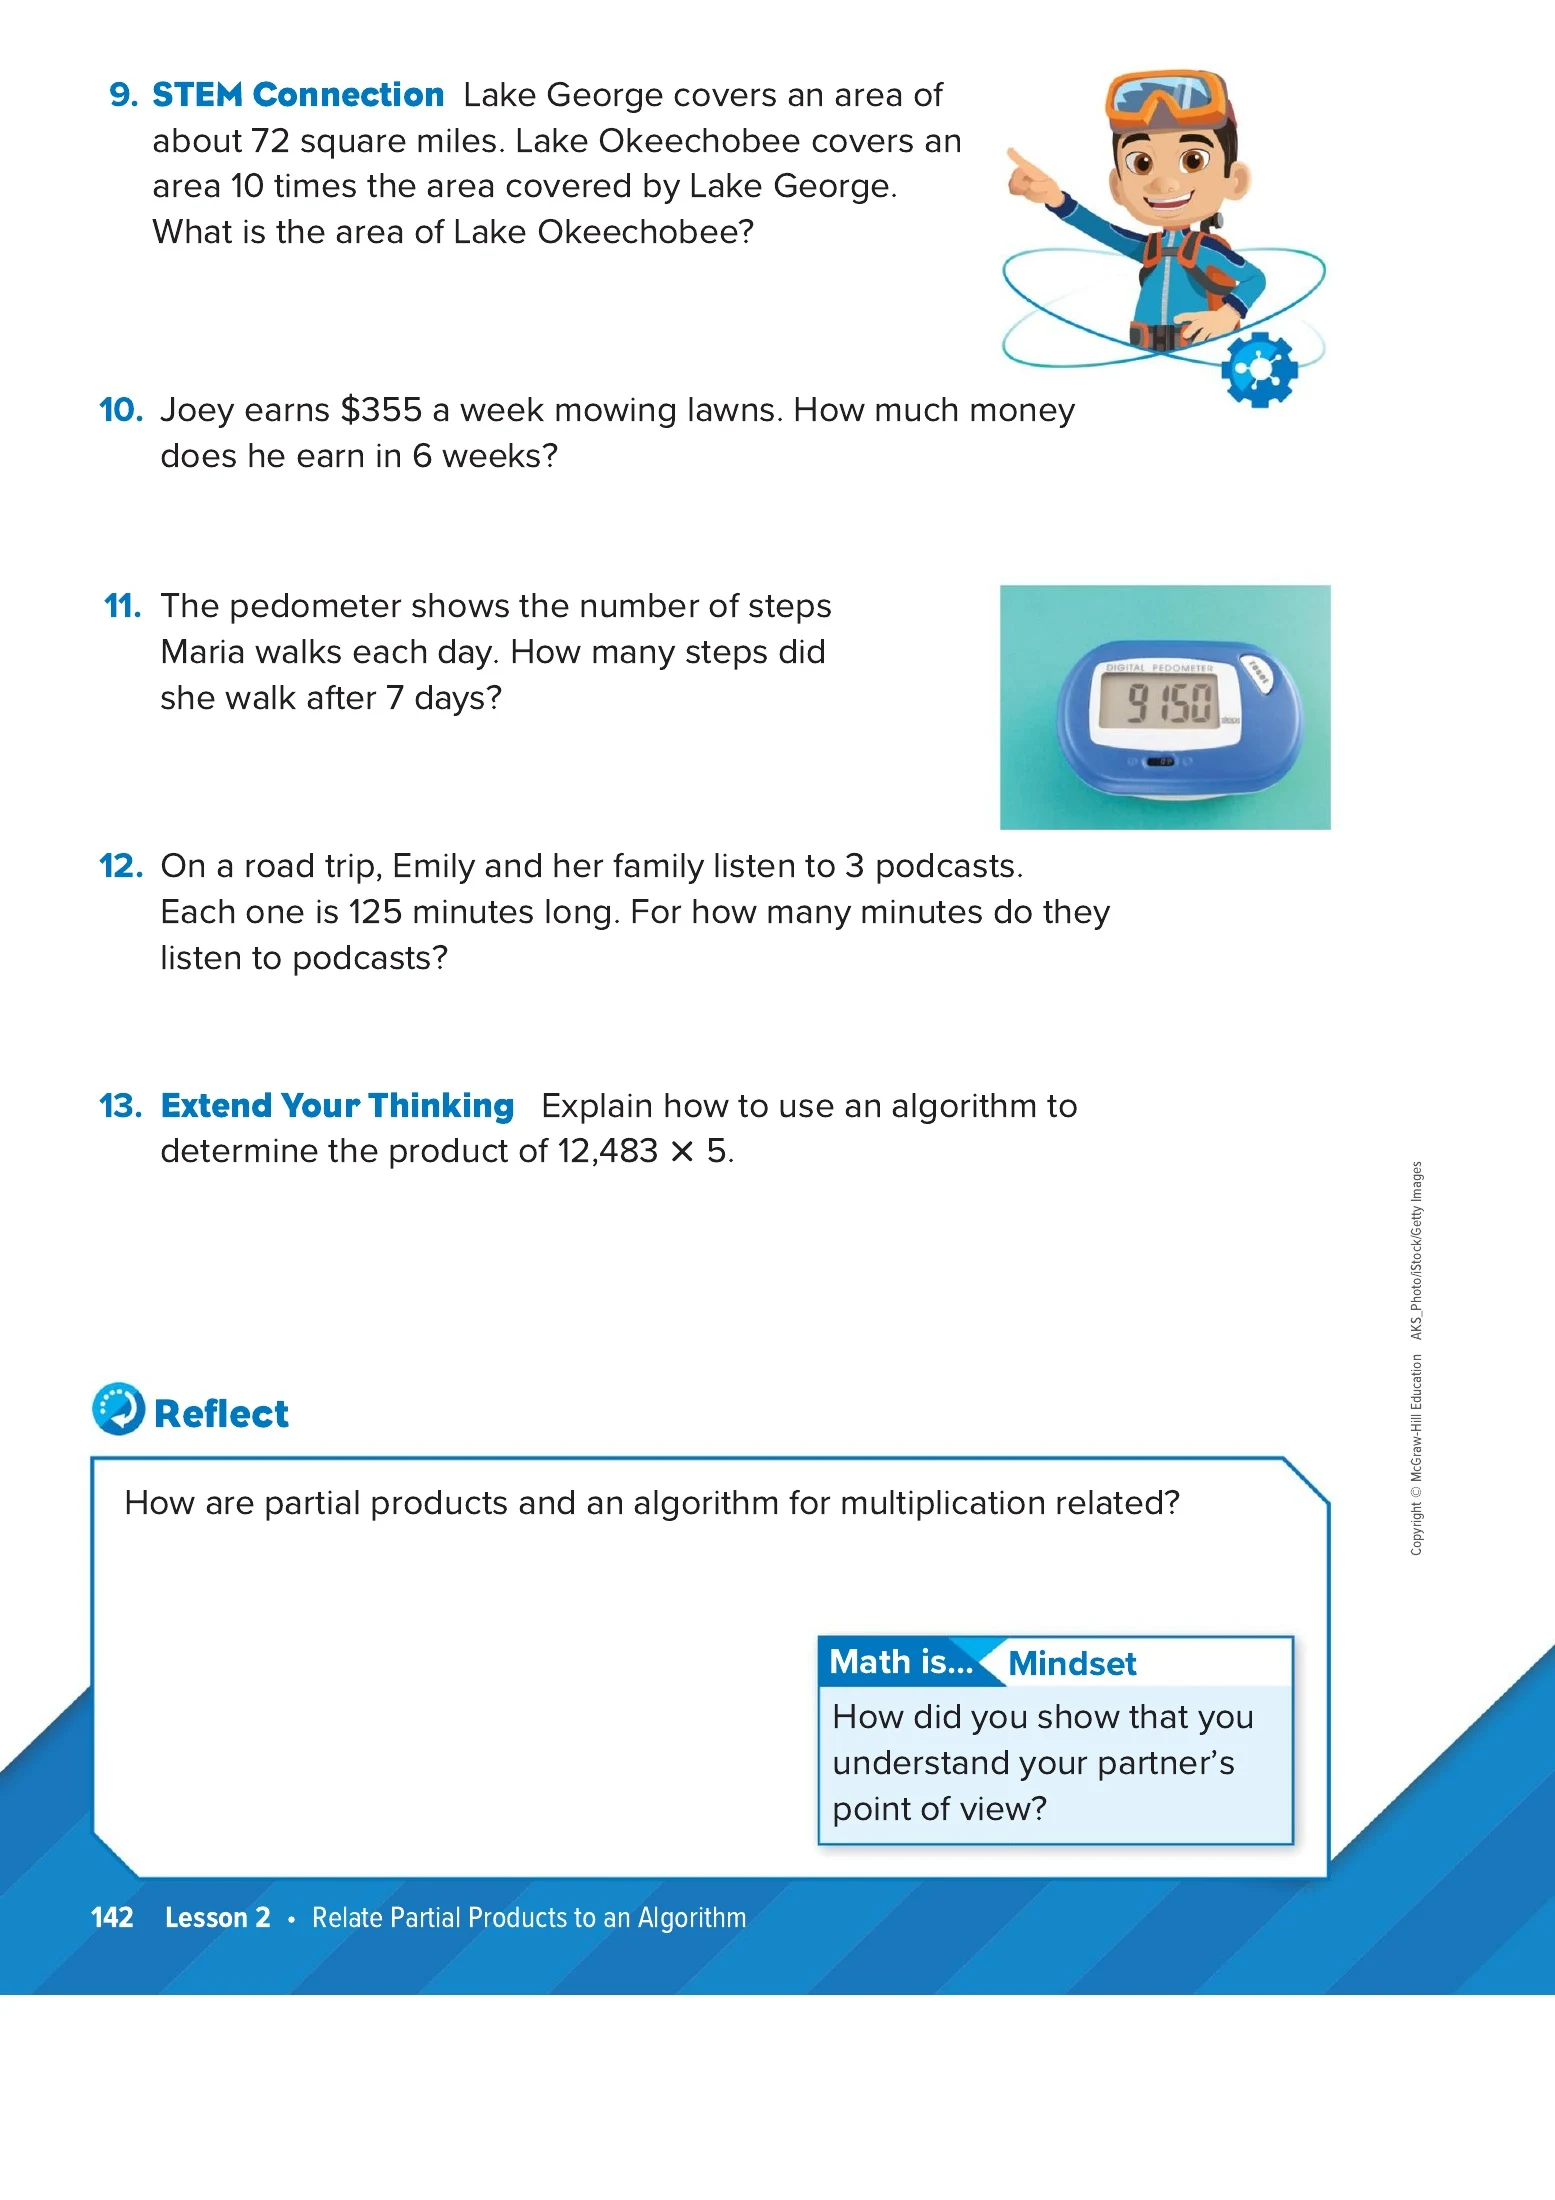 9. STEM Connection Lake George covers an area of
about 72 square miles. Lake Okeechobee covers an
area 10 times the area covered by Lake George.
What is the area of Lake Okeechobee?
10. Joey earns $355 a week mowing lawns. How much money
does he earn in 6 weeks?
11. The pedometer shows the number of steps
Maria walks each day. How many steps did
she walk after 7 days?
DIGITAL PEDOMETER
reset
9150
12. On a road trip, Emily and her family listen to 3 podcasts.
Each one is 125 minutes long. For how many minutes do they
listen to podcasts?
13. Extend Your Thinking Explain how to use an algorithm to
determine the product of 12,483 × 5.
Copyright © McGraw-Hill Education AKS_Photo/iStock/Getty Images
Reflect
How are partial products and an algorithm for multiplication related?
Math is... Mindset
How did you show that you
understand your partner's
point of view?
142 Lesson 2 • Relate Partial Products to an Algorithm